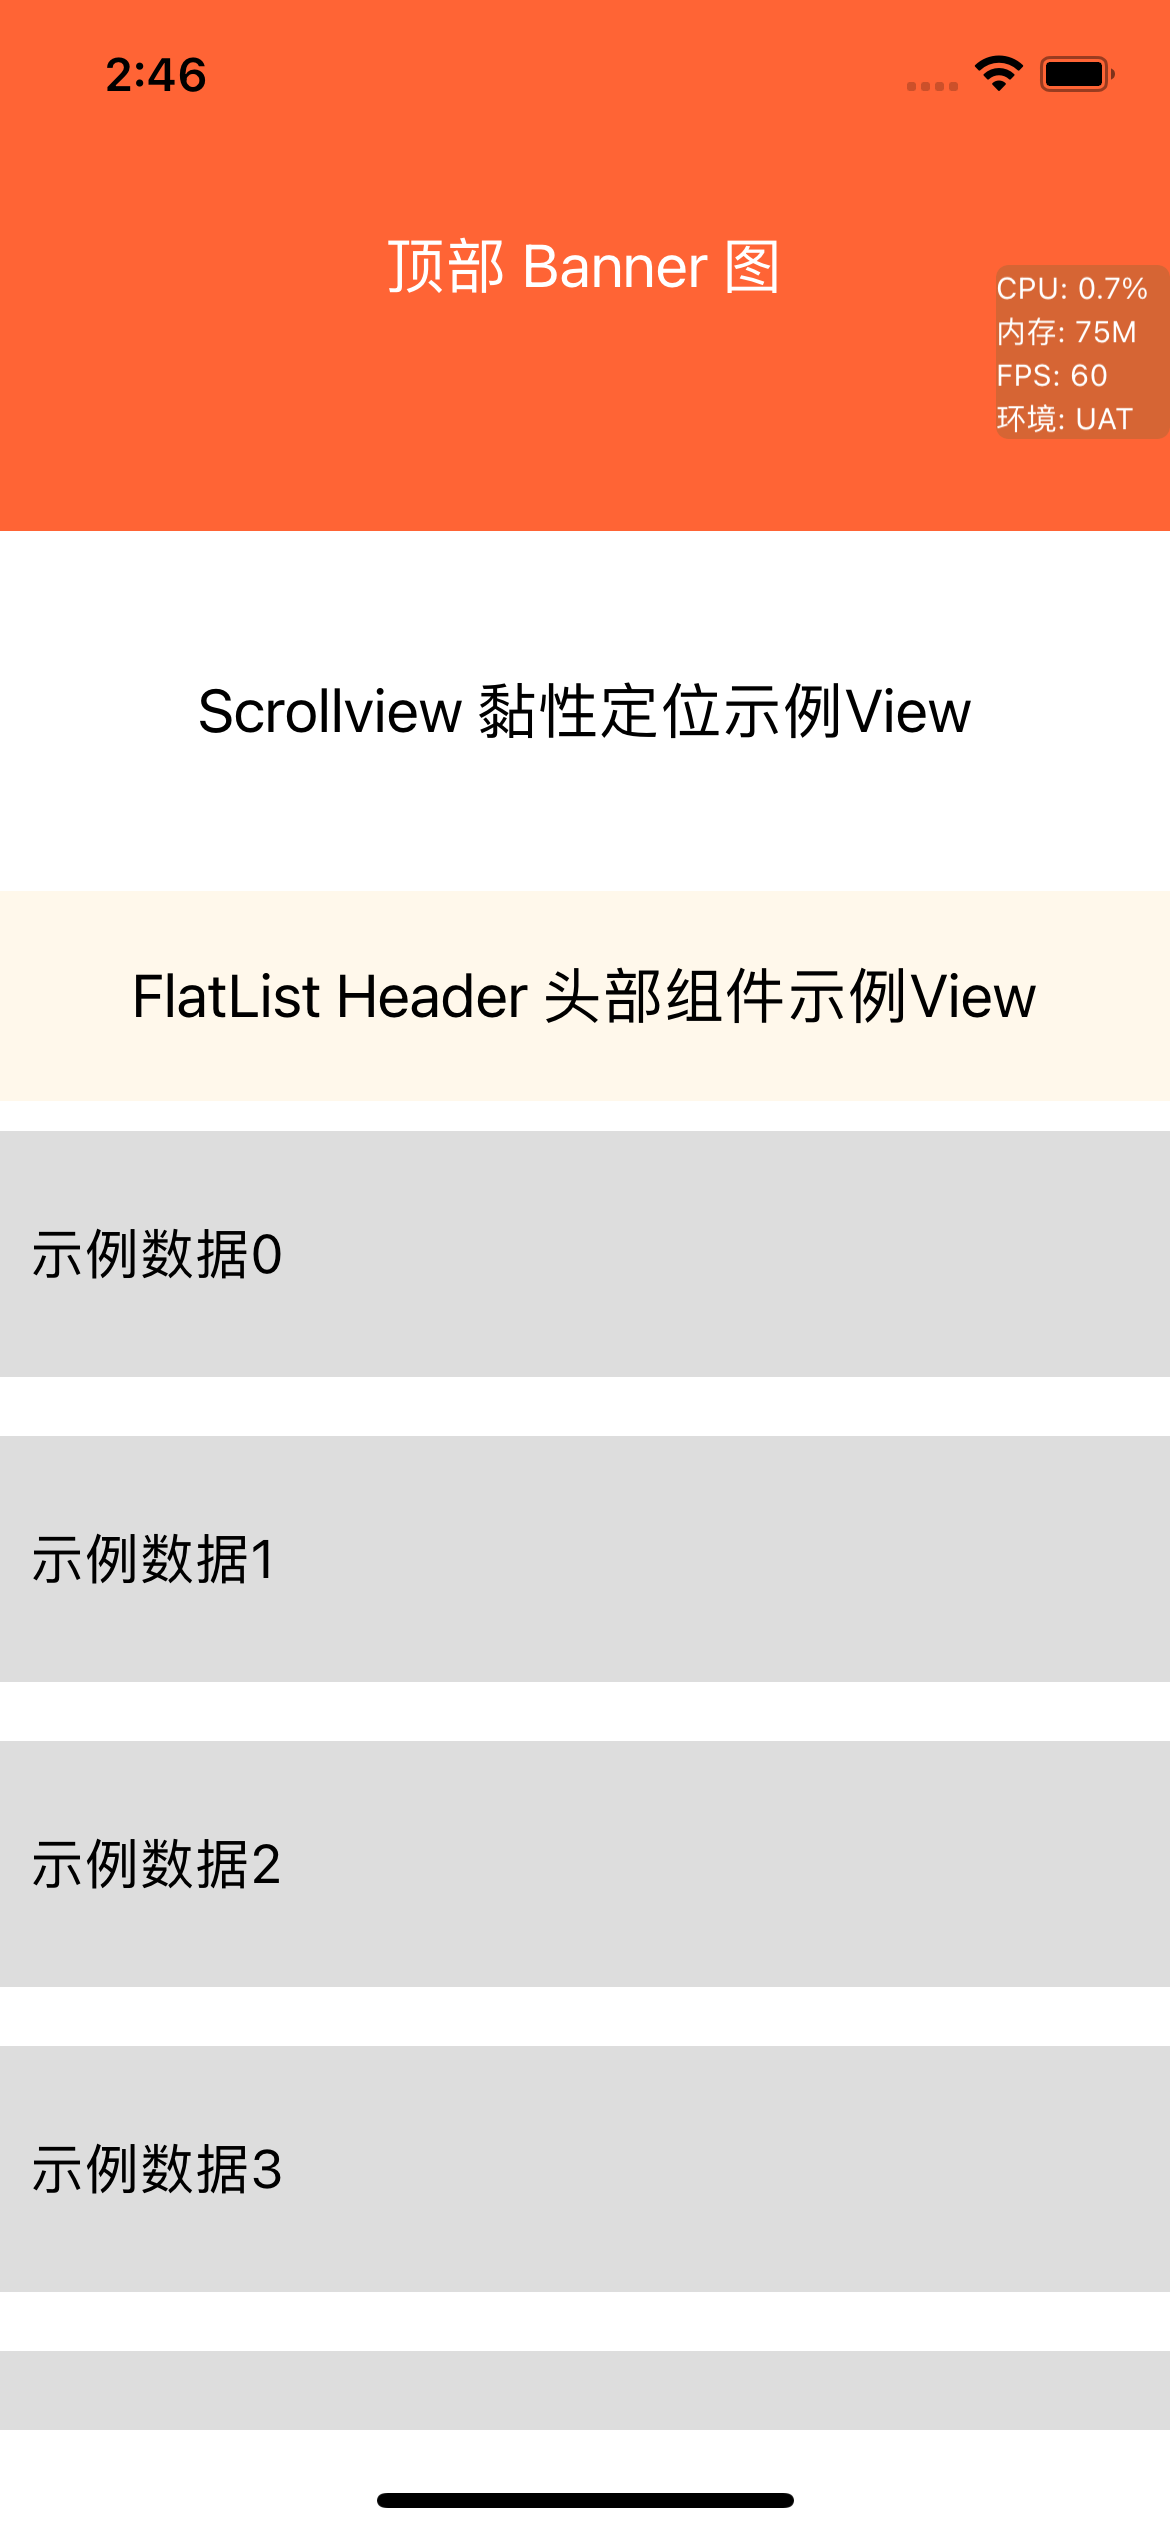 2:46
顶部 Banner 图
CPU: 0.7%
内存: 75M
FPS: 60
环境: UAT
Scrollview 黏性定位示例View
FlatList Header 头部组件示例View
示例数据0
示例数据1
示例数据2
示例数据3